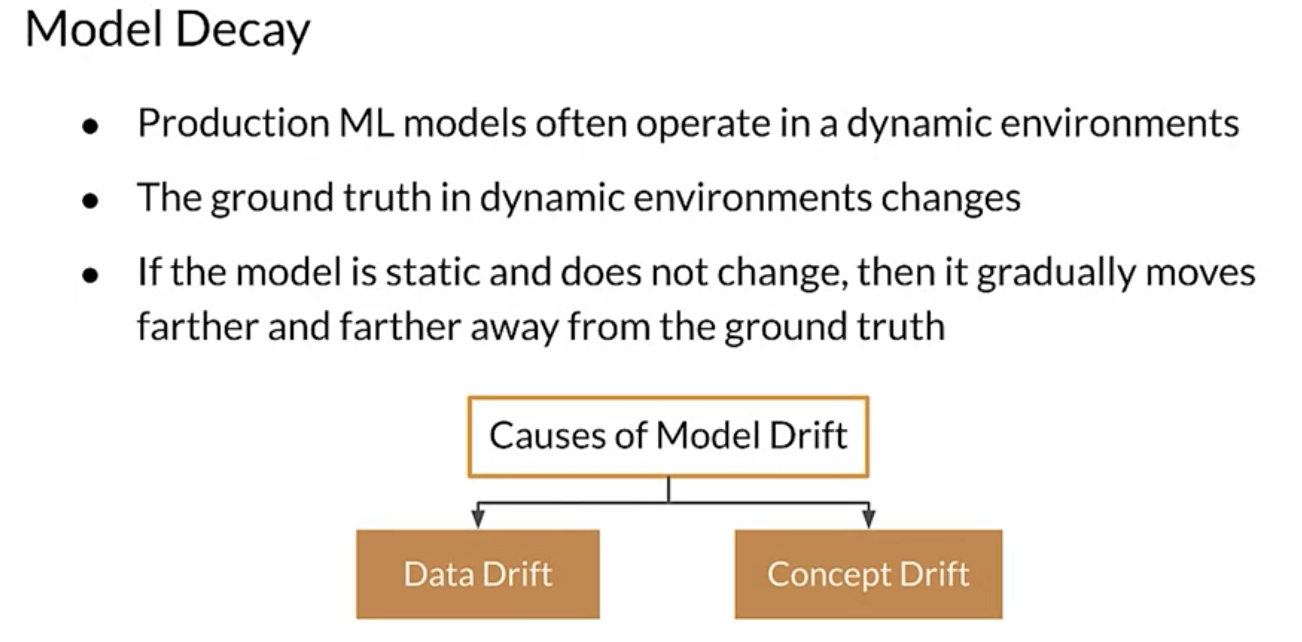 Model Decay
● Production ML models often operate in a dynamic environments
● The ground truth in dynamic environments changes
● If the model is static and does not change, then it gradually moves
farther and farther away from the ground truth
Causes of Model Drift
Data Drift
Concept Drift